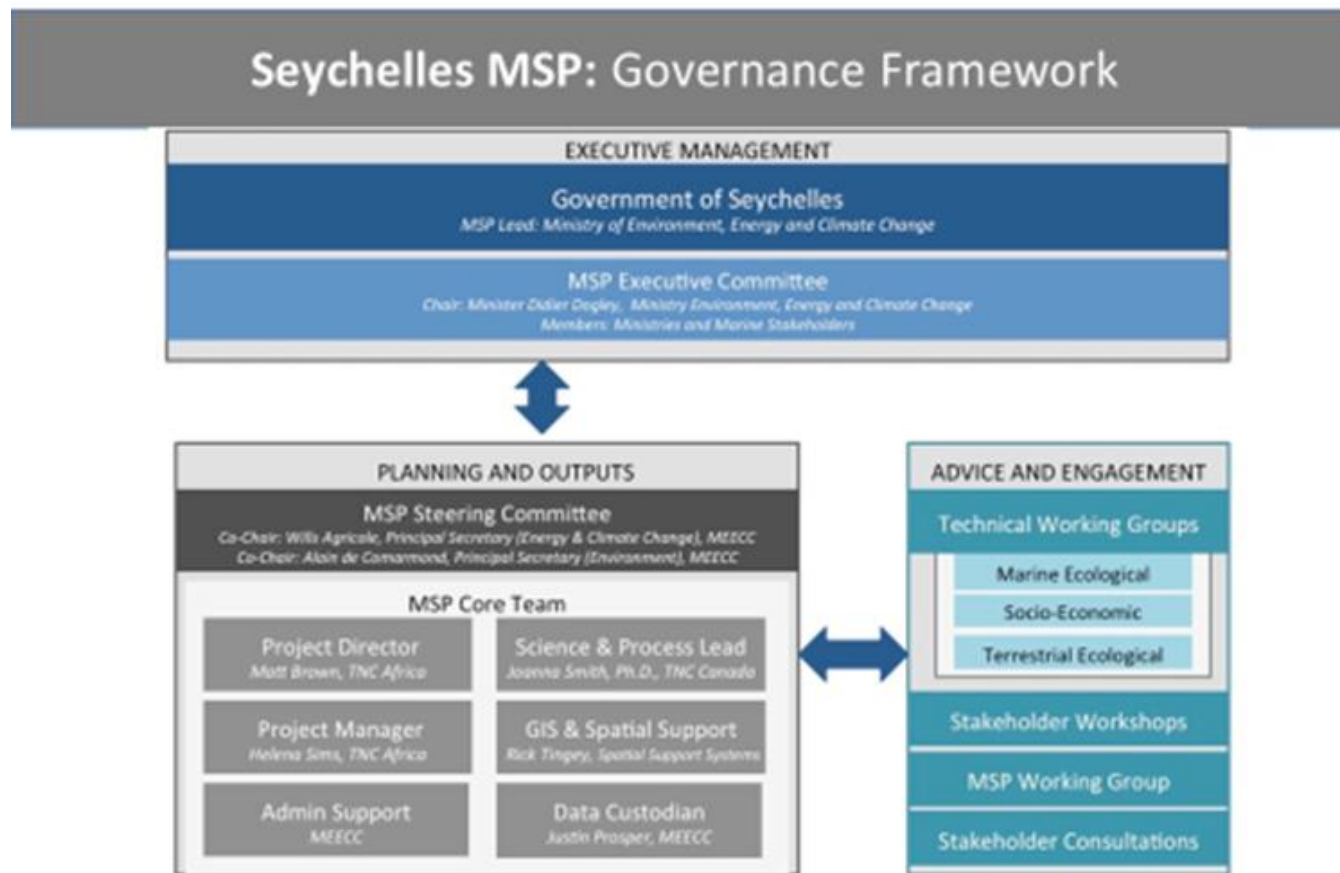 Seychelles MSP: Governance Framework
EXECUTIVE MANAGEMENT
Government of Seychelles
MSP Lead: Ministry of Environment, Energy and Climate Change
MSP Executive Committee
Chair: Minister Didier Dogley, Ministry Environment, Energy and Climate Change
Members: Ministries and Marine Stakeholders
PLANNING AND OUTPUTS
MSP Steering Committee
Co-Chair: Wills Agricole, Principal Secretary (Energy & Climate Change), MEECC
Co-Chair: Alain de Comarmond, Principal Secretary (Environment), MEECC
MSP Core Team
Project Director
Matt Brown, TNC Africa
Science & Process Lead
Joanna Smith, Ph.D., TNC Canada
Project Manager
Helena Sims, TNC Africa
GIS & Spatial Support
Rick Tingey, Spatial Support Systems
Admin Support
MEECC
Data Custodian
Justin Prosper, MEECC
ADVICE AND ENGAGEMENT
Technical Working Groups
Marine Ecological
Socio-Economic
Terrestrial Ecological
Stakeholder Workshops
MSP Working Group
Stakeholder Consultations